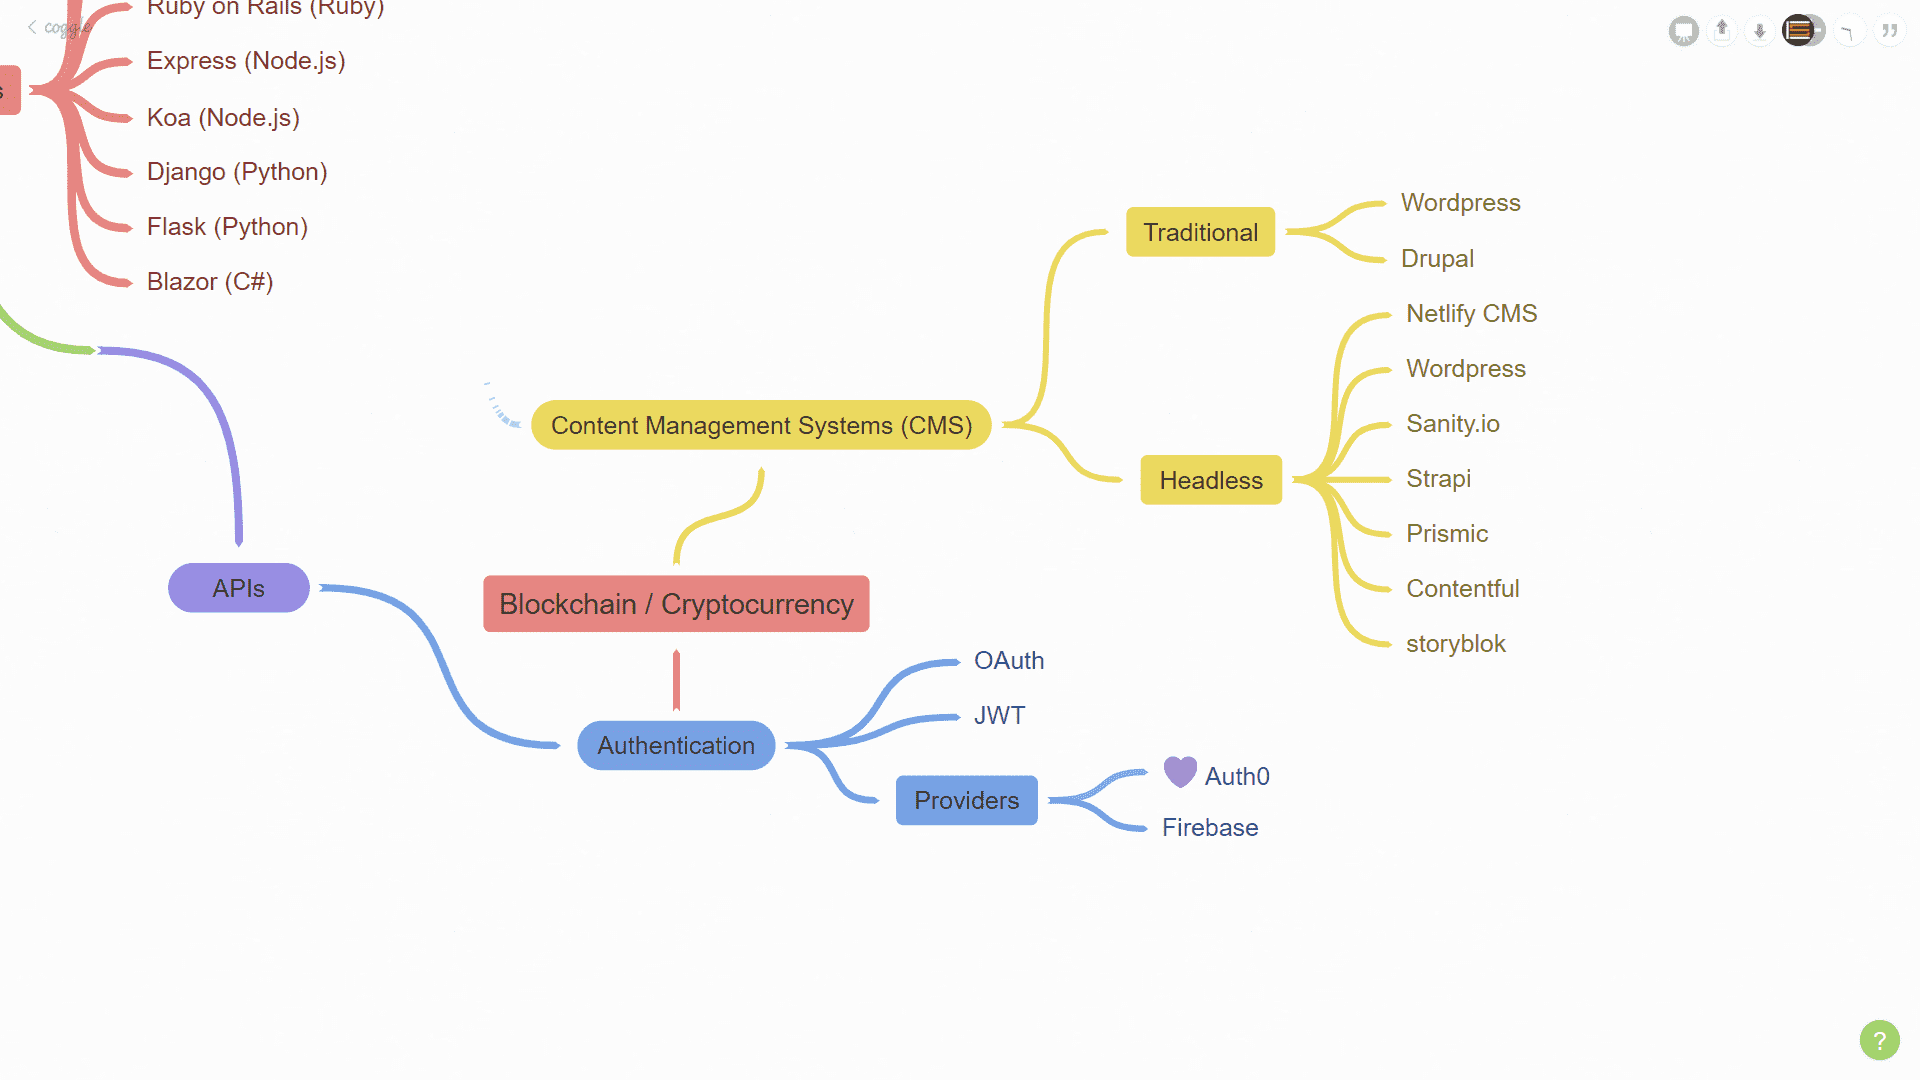 Ruby on Rails (Ruby)
coggle
Express (Node.js)
s
Koa (Node.js)
Django (Python)
Flask (Python)
Blazor (C#)
Traditional
Wordpress
Drupal
Content Management Systems (CMS)
Headless
Netlify CMS
Wordpress
Sanity.io
Strapi
Prismic
Contentful
storyblok
APIs
Blockchain / Cryptocurrency
Authentication
OAuth
JWT
Providers
Auth0
Firebase
?